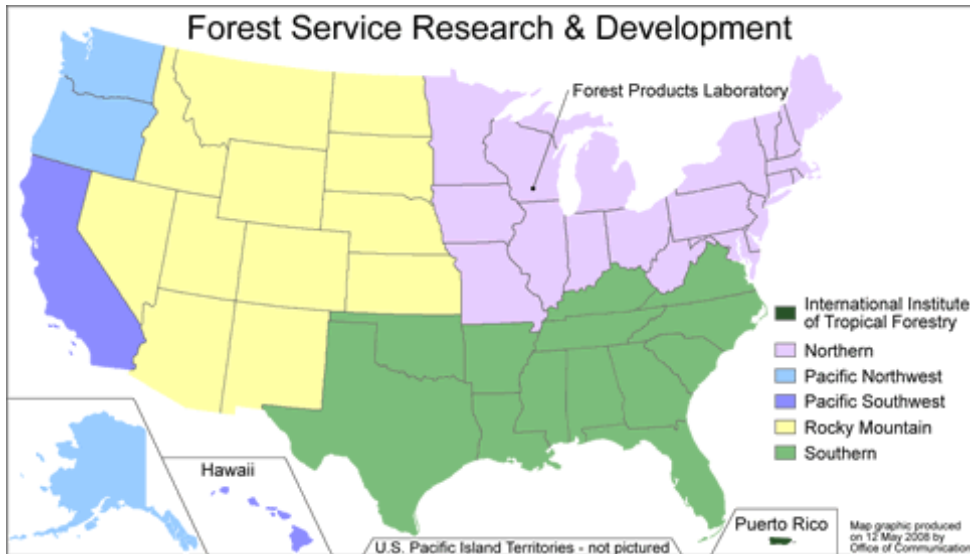 Forest Service Research & Development
Forest Products Laboratory
International Institute
of Tropical Forestry
Northern
Pacific Northwest
Pacific Southwest
Rocky Mountain
Southern
Hawaii
U.S. Pacific Island Territories - not pictured
Puerto Rico
Map graphic produced
on 12 May 2008 by
Office of Communication